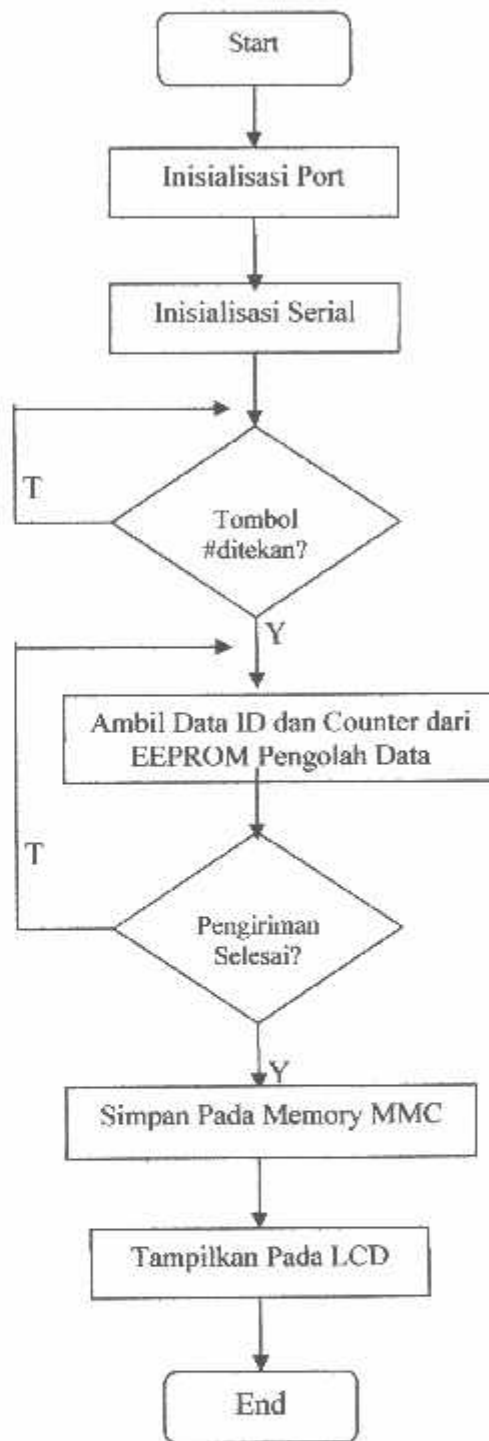 Start
Inisialisasi Port
Inisialisasi Serial
T
Tombol
#ditekan?
Y
Ambil Data ID dan Counter dari
EEPROM Pengolah Data
T
Pengiriman
Selesai?
Y
Simpan Pada Memory MMC
Tampilkan Pada LCD
End